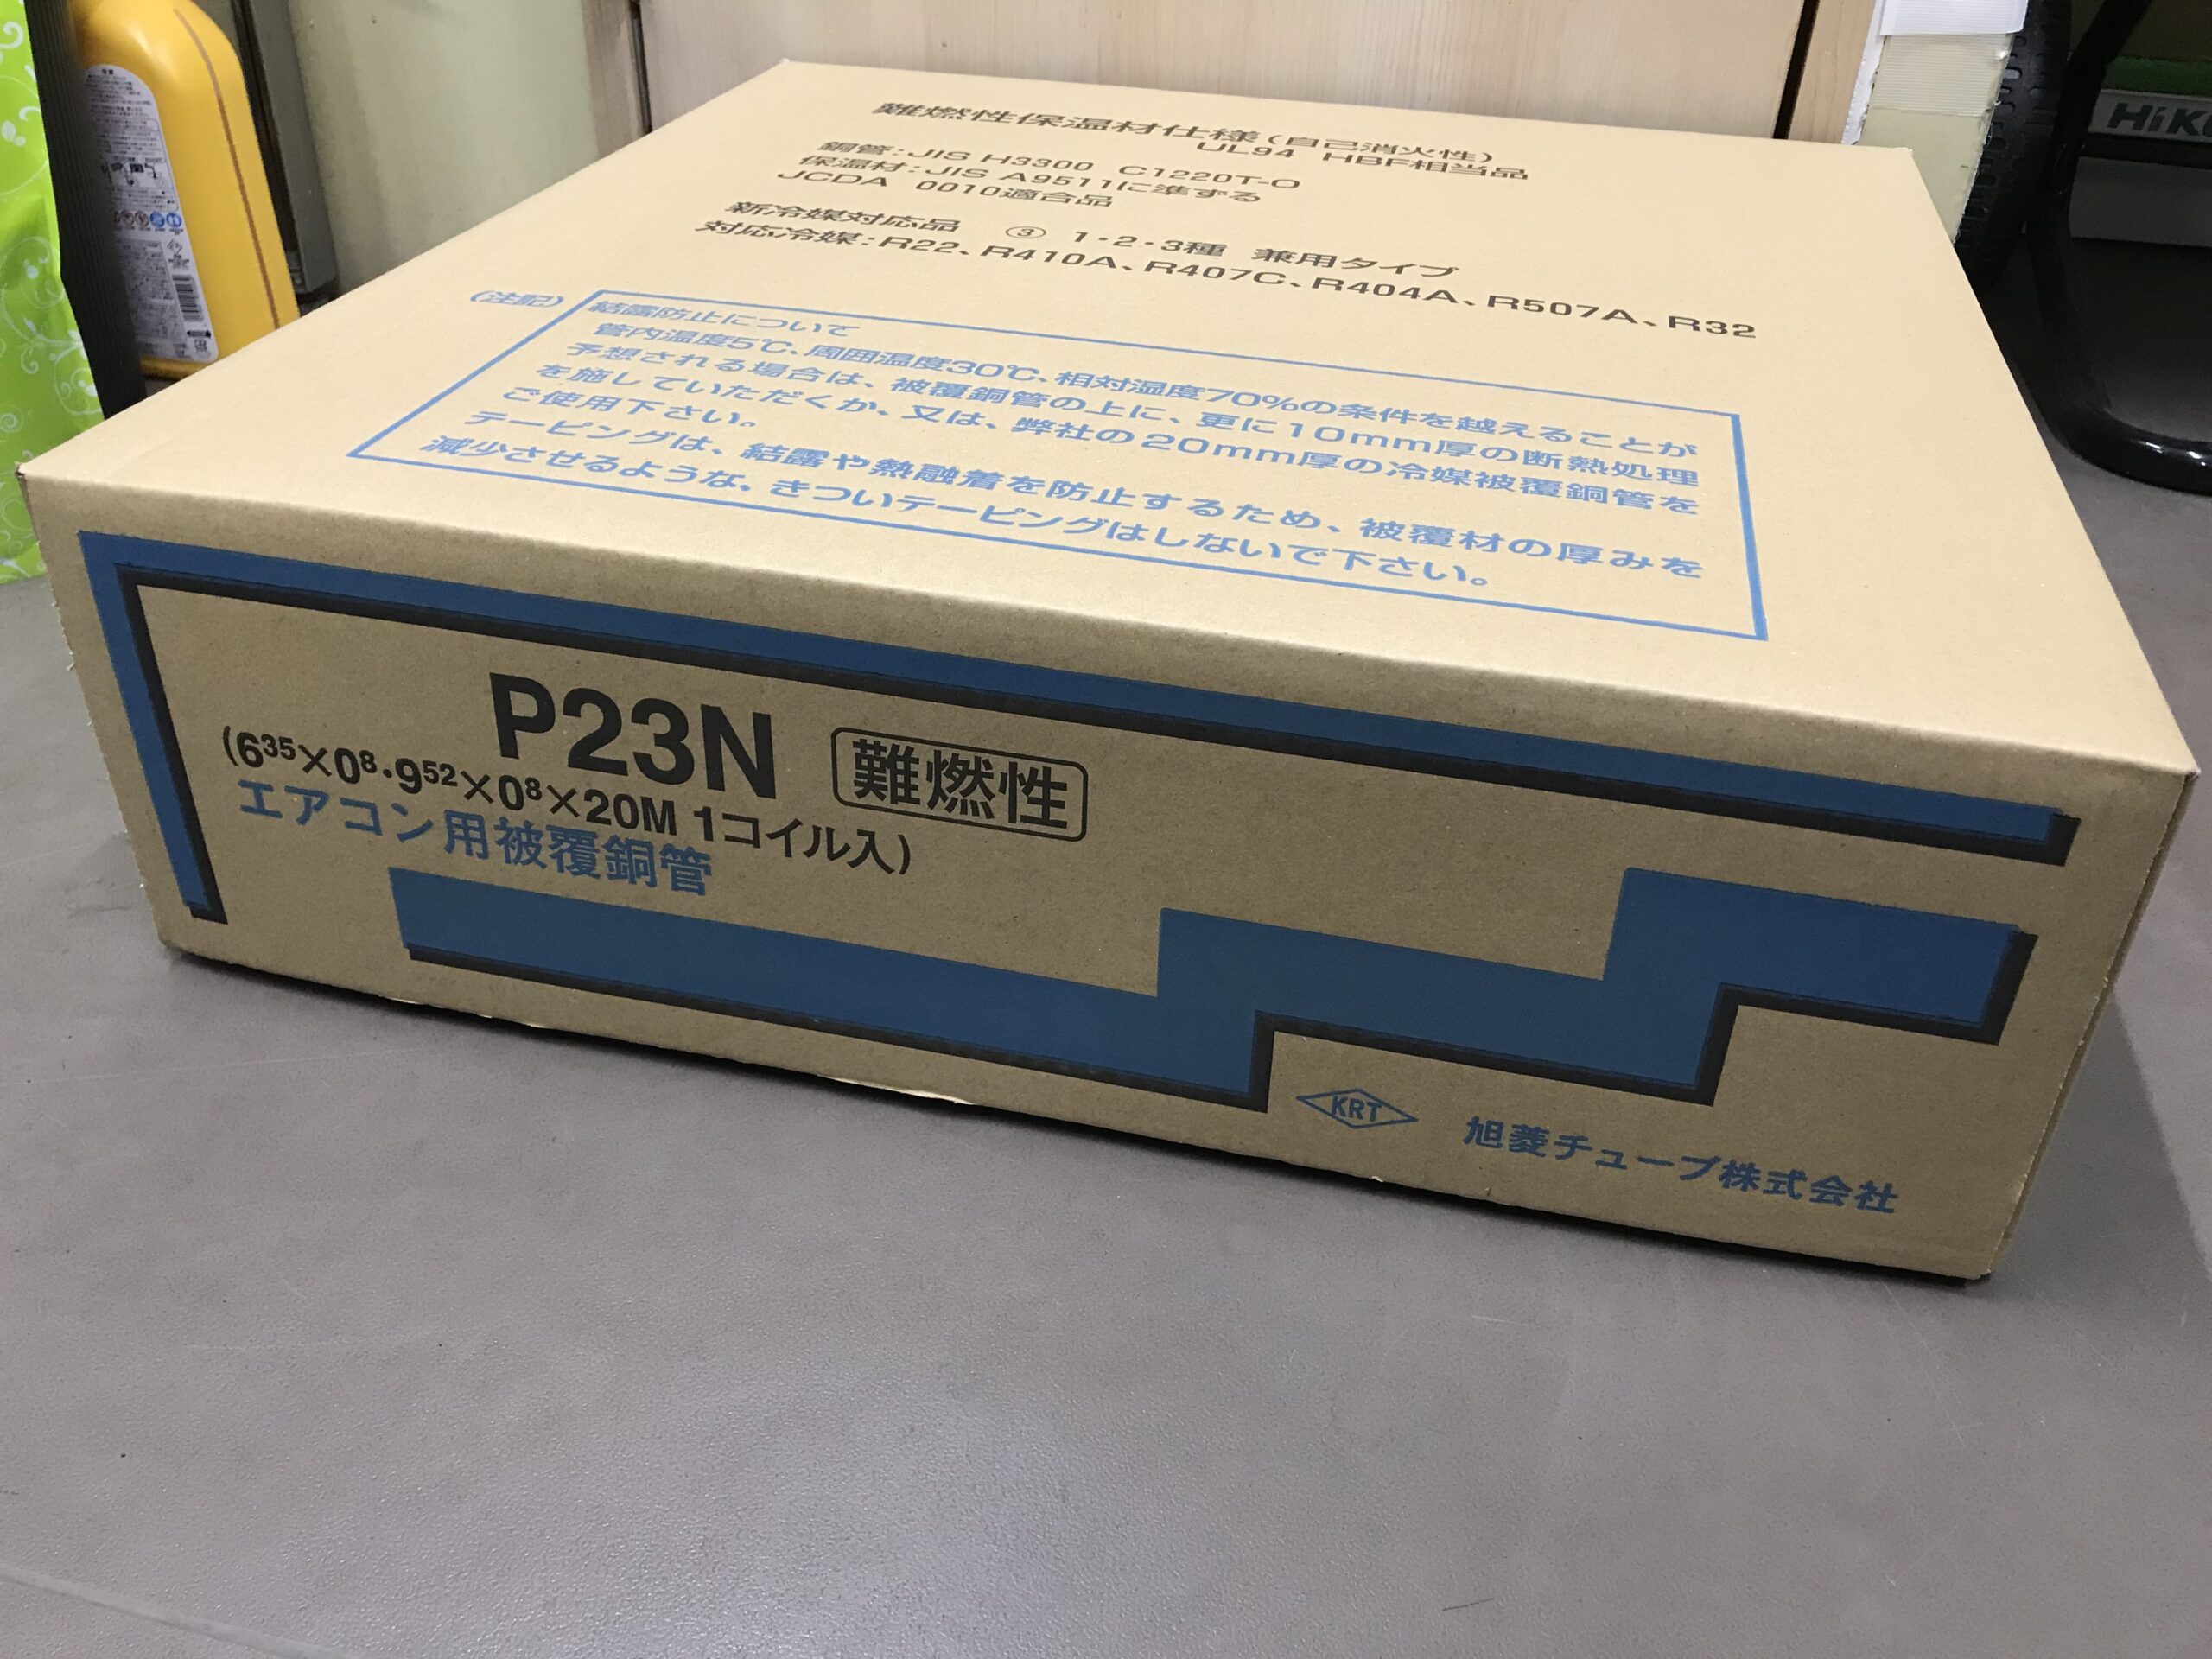 難燃性保温材仕様(自己消火性)
UL94 HBF相当品
銅管:JIS H3300 C1220T-O
保温材:JIS A9511に準ずる
JCDA 0010適合品
新冷媒対応品 ③ 1・2・3種 兼用タイプ
対応冷媒:R22、R410A、R407C、R404A、R507A、R32
(注記)
結露防止について
管内温度5℃、周囲温度30℃、相対湿度70%の条件を越えることが
予想される場合は、被覆銅管の上に、更に10mm厚の断熱処理
を施していただくか、又は、弊社の20mm厚の冷媒被覆銅管を
ご使用下さい。
テーピングは、結露や熱融着を防止するため、被覆材の厚みを
減少させるような、きついテーピングはしないで下さい。
P23N 難燃性
(6³⁵×0⁸・9⁵²×0⁸×20M 1コイル入)
エアコン用被覆銅管
KRT 旭菱チューブ株式会社